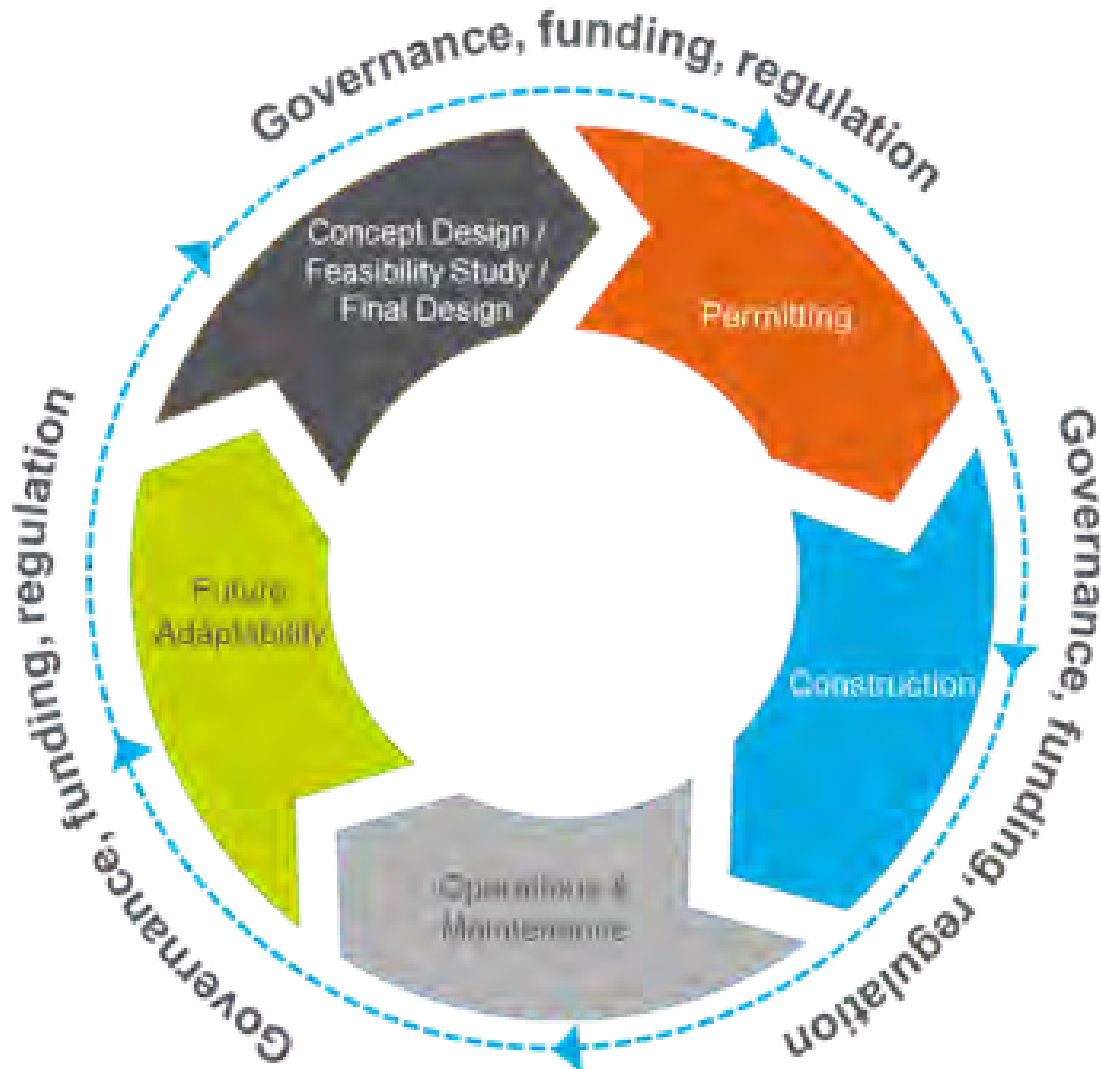 Governance, funding, regulation
Concept Design /
Feasibility Study /
Final Design
Permitting
Governance, funding, regulation
Construction
Operations &
Maintenance
Future
Adaptability
Governance, funding, regulation